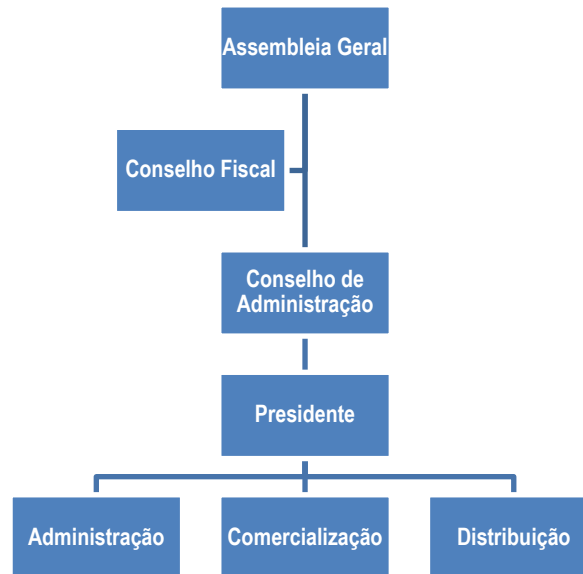 Assembleia Geral
Conselho Fiscal
Conselho de
Administração
Presidente
Administração
Comercialização
Distribuição